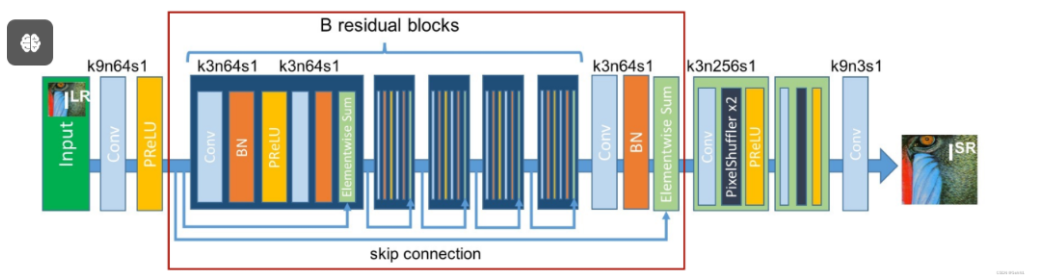 B residual blocks
k9n64s1
k3n64s1
k3n64s1
k3n64s1
k3n256s1
k9n3s1
Input
I LR
Conv
PReLU
Conv
BN
PReLU
Elementwise Sum
Conv
BN
Elementwise Sum
Conv
PixelShuffler x2
PReLU
Conv
I SR
skip connection